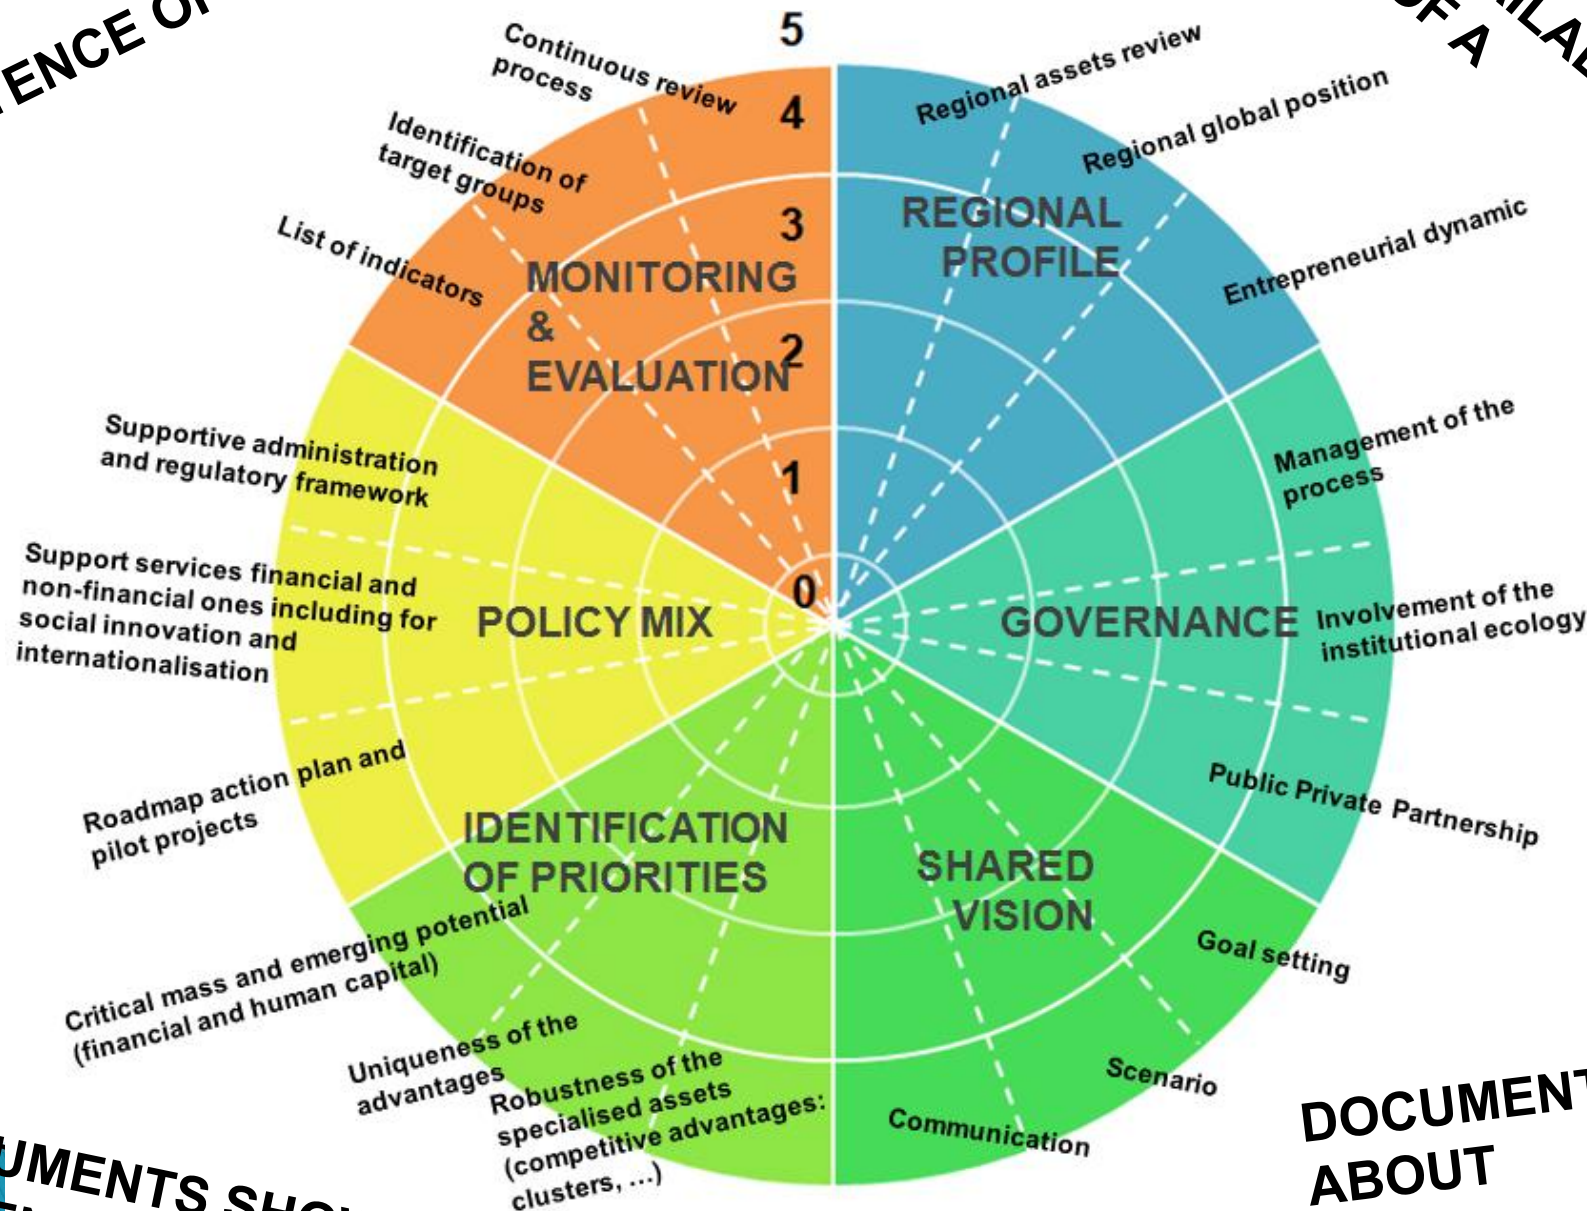 5
4
3
2
1
0
Continuous review
process
Identification of
target groups
List of indicators
MONITORING
&
EVALUATION
Regional assets review
Regional global position
Entrepreneurial dynamic
REGIONAL
PROFILE
Management of the
process
Involvement of the
institutional ecology
Public Private Partnership
GOVERNANCE
Goal setting
Scenario
Communication
SHARED
VISION
Supportive administration
and regulatory framework
Support services financial and
non-financial ones including for
social innovation and
internationalisation
Roadmap action plan and
pilot projects
POLICY MIX
IDENTIFICATION
OF PRIORITIES
Critical mass and emerging potential
(financial and human capital)
Uniqueness of the
advantages
Robustness of the
specialised assets
(competitive advantages:
clusters, ...)
OF A
DOCUMENT
ABOUT